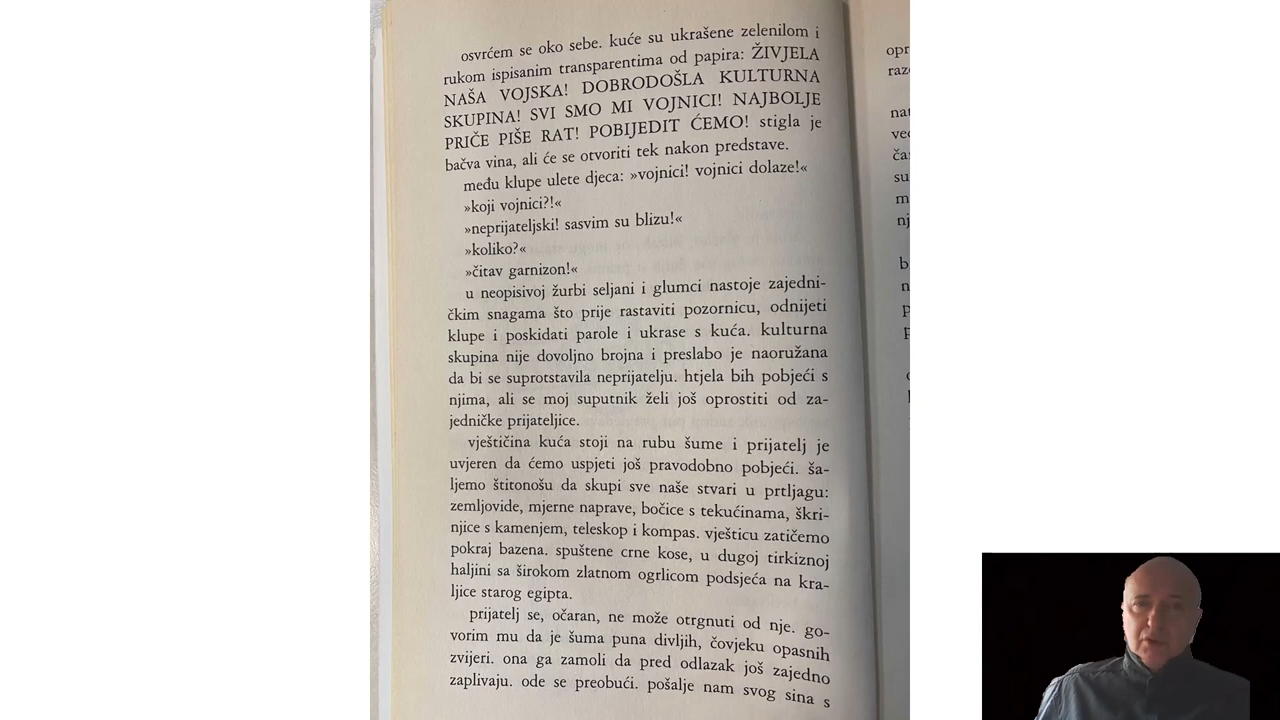 osvrćem se oko sebe. kuće su ukrašene zelenilom i
rukom ispisanim transparentima od papira: ŽIVJELA
NAŠA VOJSKA! DOBRODOŠLA KULTURNA
SKUPINA! SVI SMO MI VOJNICI! NAJBOLJE
PRIČE PIŠE RAT! POBIJEDIT ĆEMO! stigla je
bačva vina, ali će se otvoriti tek nakon predstave.
među klupe ulete djeca: »vojnici! vojnici dolaze!«
»koji vojnici?!«
»neprijateljski! sasvim su blizu!«
»koliko?«
»čitav garnizon!«
u neopisivoj žurbi seljani i glumci nastoje zajedni-
čkim snagama što prije rastaviti pozornicu, odnijeti
klupe i poskidati parole i ukrase s kuća. kulturna
skupina nije dovoljno brojna i preslabo je naoružana
da bi se suprotstavila neprijatelju. htjela bih pobjeći s
njima, ali se moj suputnik želi još oprostiti od za-
jedničke prijateljice.
vještičina kuća stoji na rubu šume i prijatelj je
uvjeren da ćemo uspjeti još pravodobno pobjeći. ša-
ljemo štitonošu da skupi sve naše stvari u prtljagu:
zemljovide, mjerne naprave, bočice s tekućinama, škri-
njice s kamenjem, teleskop i kompas. vješticu zatičemo
pokraj bazena. spuštene crne kose, u dugoj tirkiznoj
haljini sa širokom zlatnom ogrlicom podsjeća na kra-
ljice starog egipta.
prijatelj se, očaran, ne može otrgnuti od nje. go-
vorim mu da je šuma puna divljih, čovjeku opasnih
zvijeri. ona ga zamoli da pred odlazak još zajedno
zaplivaju. ode se preobući. pošalje nam svog sina s